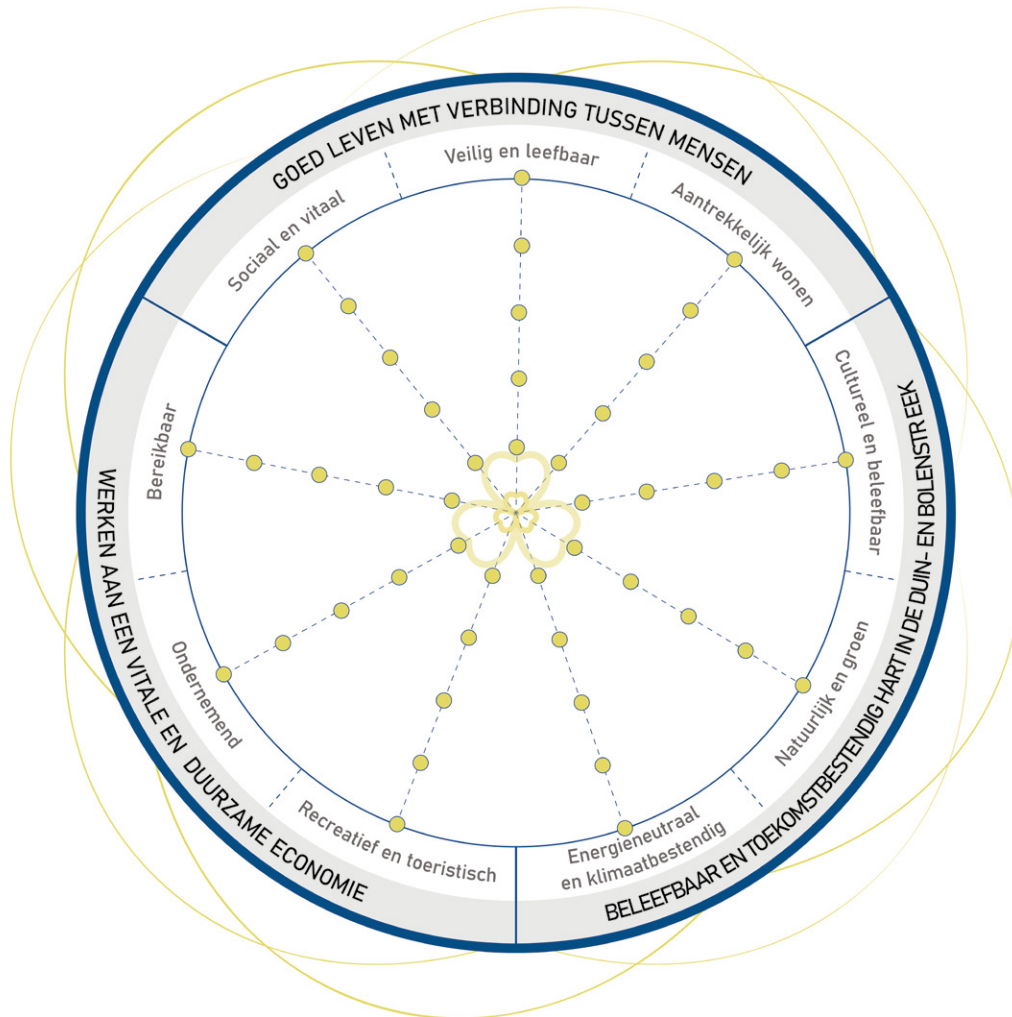 GOED LEVEN MET VERBINDING TUSSEN MENSEN
Sociaal en vitaal
Veilig en leefbaar
Aantrekkelijk wonen
BELEEFBAAR EN TOEKOMSTBESTENDIG HART IN DE DUIN- EN BOLENSTREEK
Cultureel en beleefbaar
Natuurlijk en groen
Energieneutraal
en klimaatbestendig
WERKEN AAN EEN VITALE EN DUURZAME ECONOMIE
Bereikbaar
Ondernemend
Recreatief en toeristisch